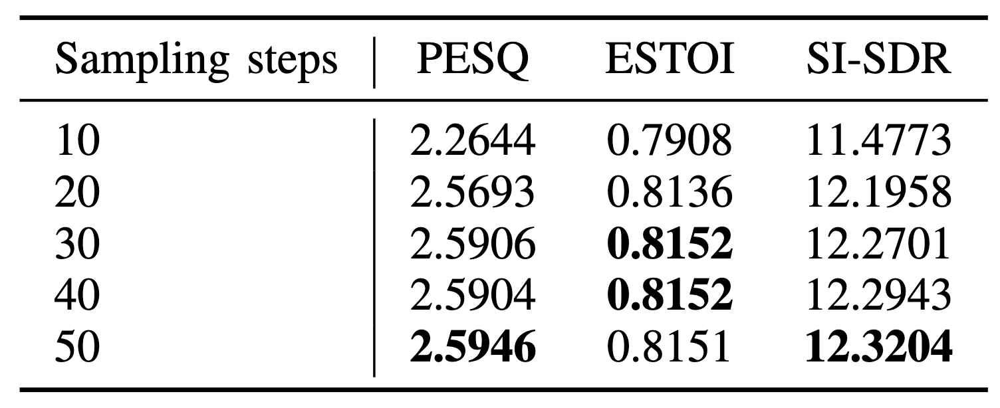 Sampling steps PESQ ESTOI SI-SDR
10 2.2644 0.7908 11.4773
20 2.5693 0.8136 12.1958
30 2.5906 0.8152 12.2701
40 2.5904 0.8152 12.2943
50 2.5946 0.8151 12.3204